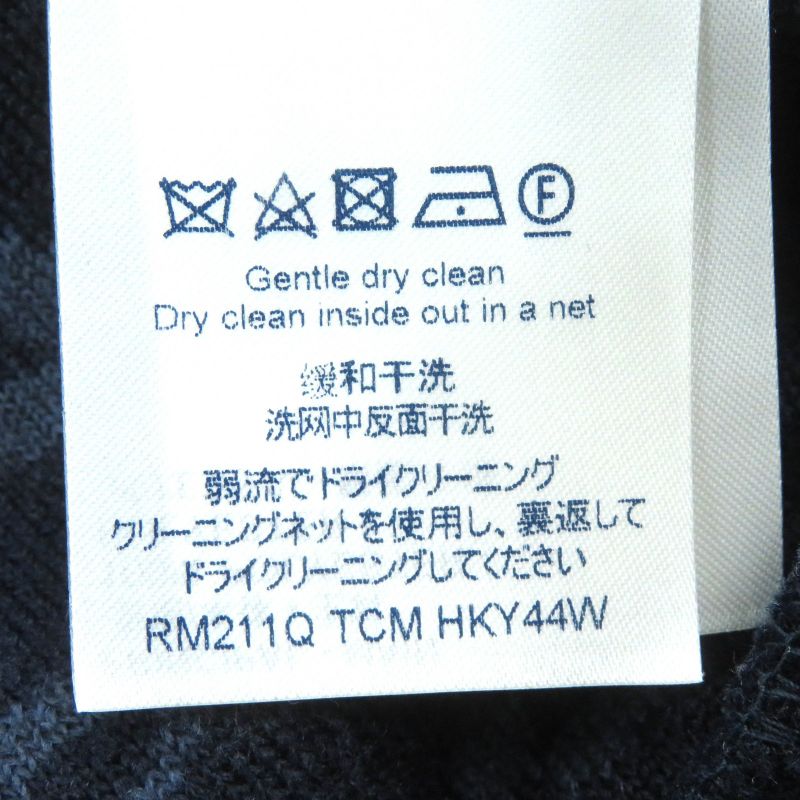 F
Gentle dry clean
Dry clean inside out in a net
缓和干洗
洗网中反面干洗
弱流でドライクリーニング
クリーニングネットを使用し、裏返して
ドライクリーニングしてください
RM211Q TCM HKY44W